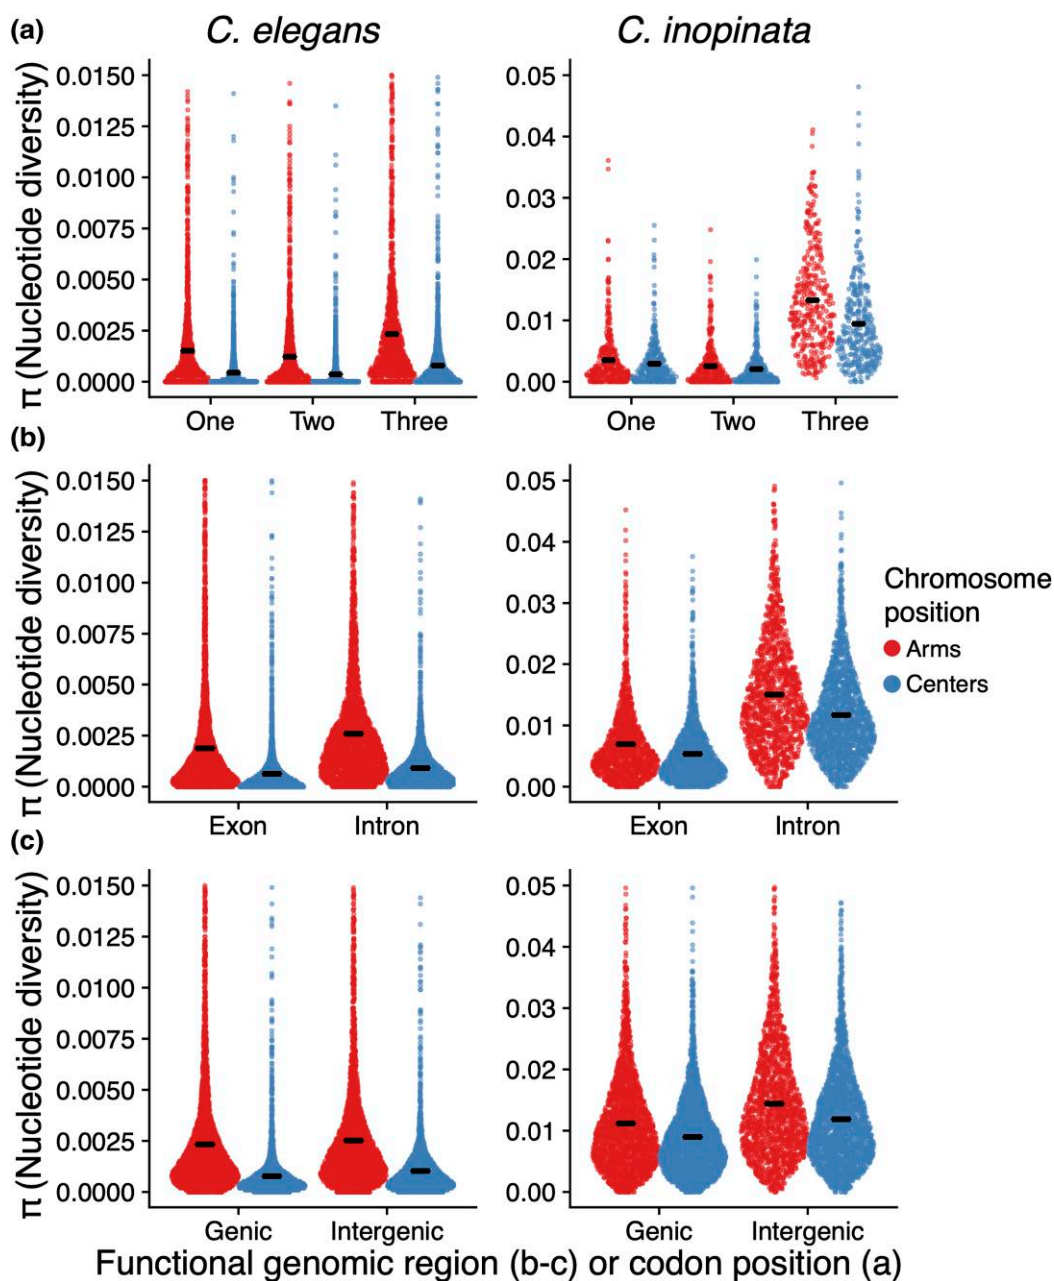 (a)
C. elegans
C. inopinata
π (Nucleotide diversity)
0.0150
0.0125
0.0100
0.0075
0.0050
0.0025
0.0000
One Two Three
0.05
0.04
0.03
0.02
0.01
0.00
One Two Three
(b)
π (Nucleotide diversity)
0.0150
0.0125
0.0100
0.0075
0.0050
0.0025
0.0000
Exon Intron
0.05
0.04
0.03
0.02
0.01
0.00
Exon Intron
Chromosome
position
Arms
Centers
(c)
π (Nucleotide diversity)
0.0150
0.0125
0.0100
0.0075
0.0050
0.0025
0.0000
Genic Intergenic
0.05
0.04
0.03
0.02
0.01
0.00
Genic Intergenic
Functional genomic region (b-c) or codon position (a)